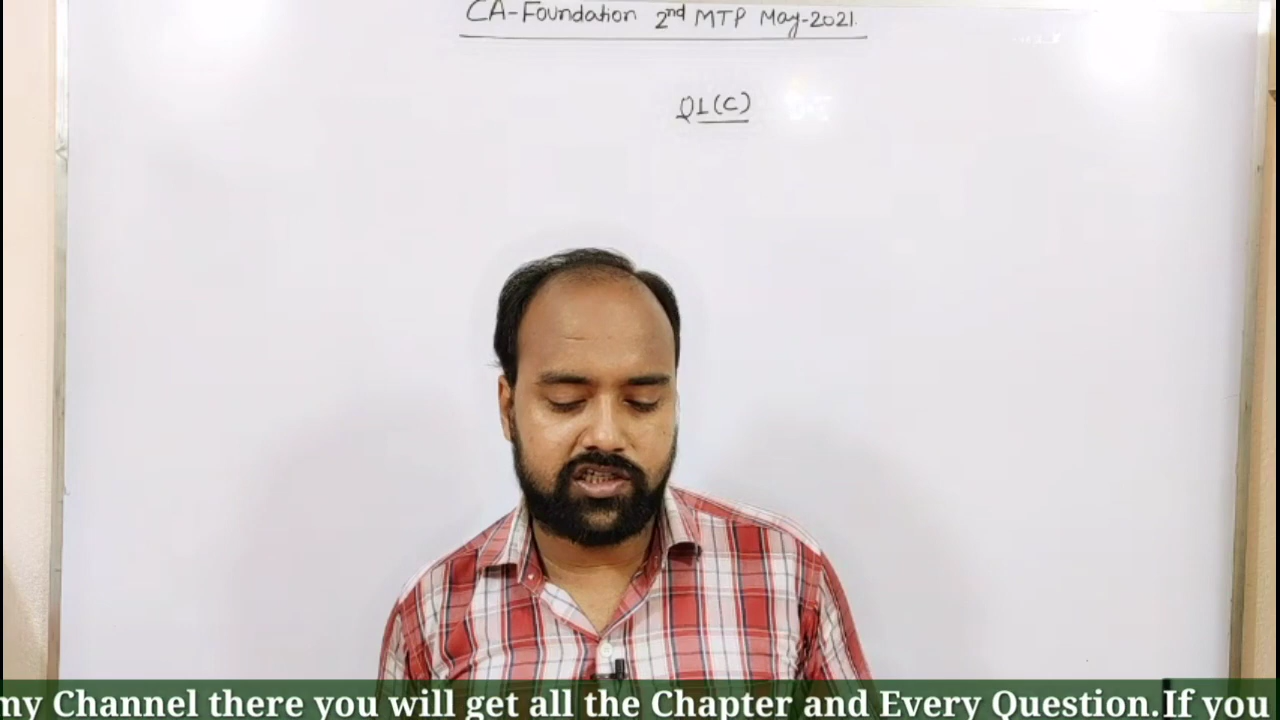 CA-Foundation 2nd MTP May-2021.
Q1(C)
my Channel there you will get all the Chapter and Every Question.If you